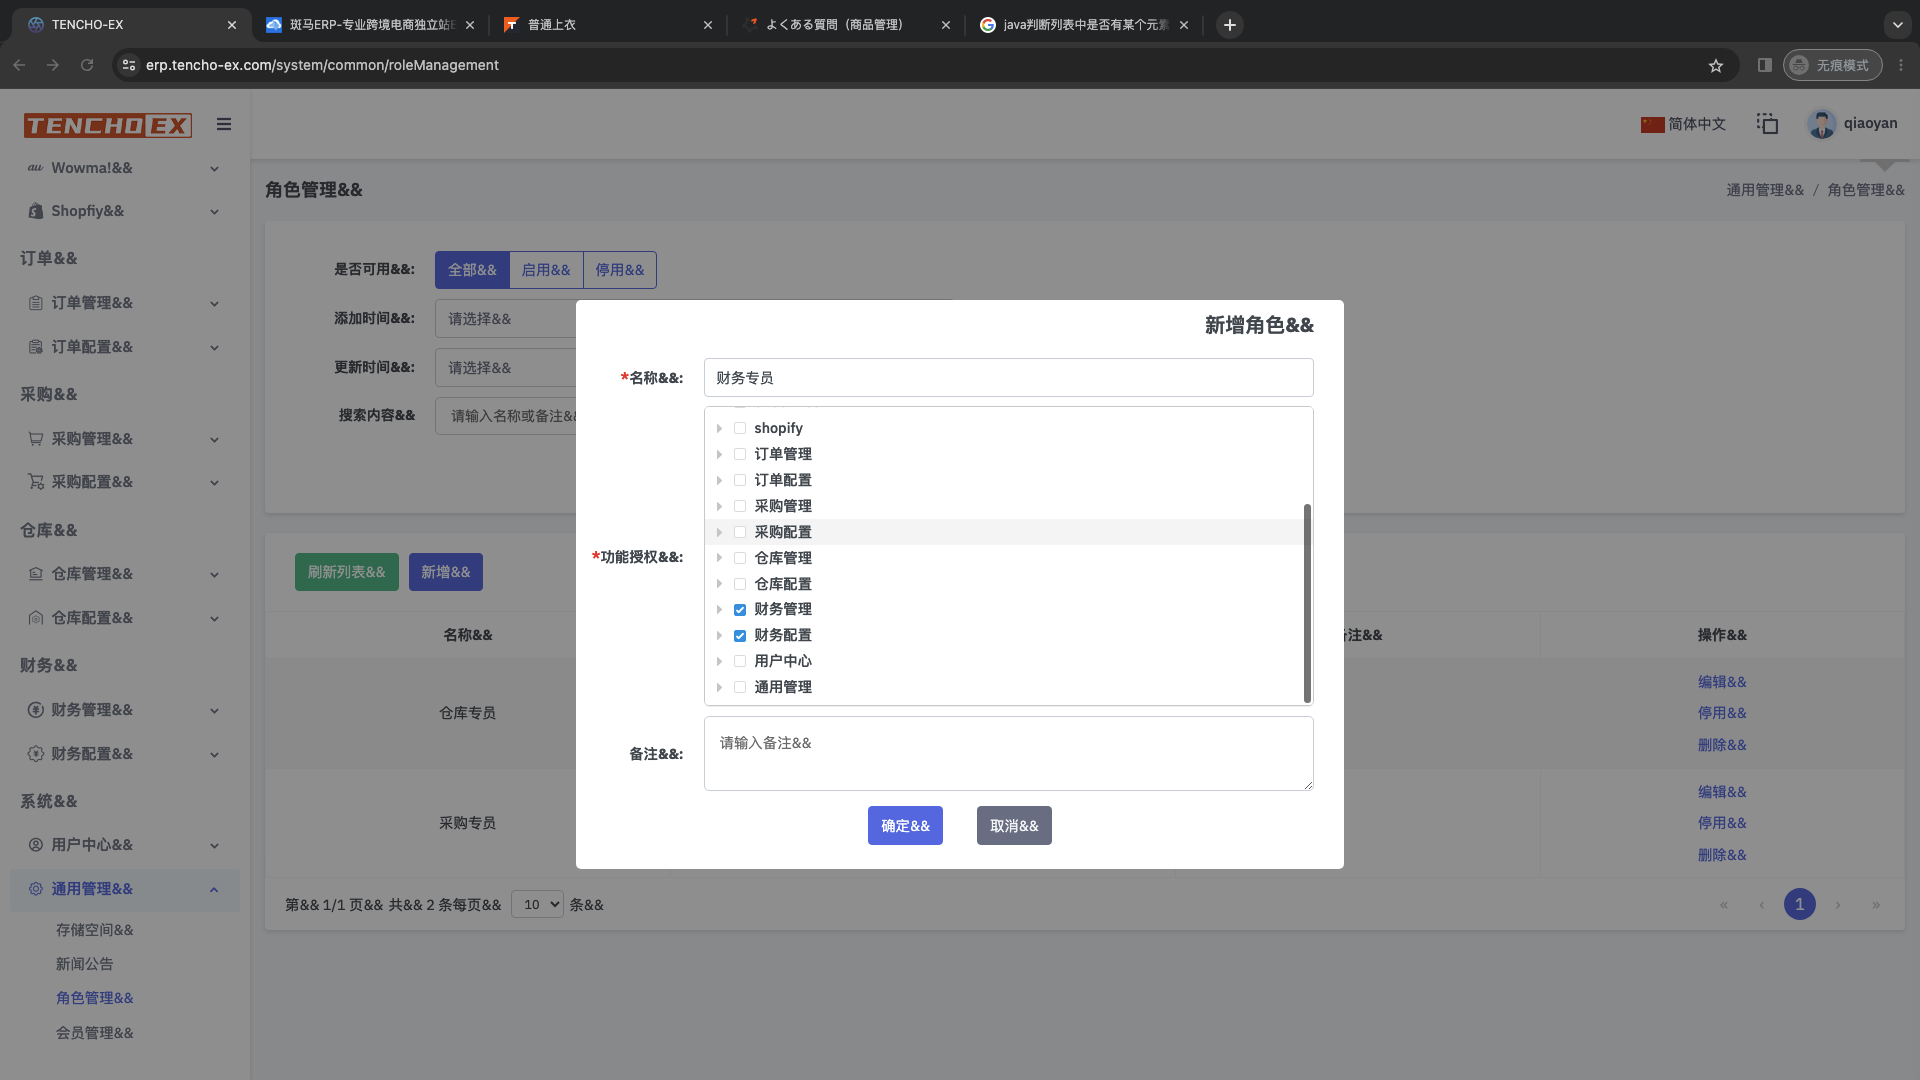 TENCHO-EX
斑马ERP-专业跨境电商独立站E
普通上衣
よくある質問（商品管理）
java判断列表中是否有某个元素
erp.tencho-ex.com/system/common/roleManagement
无痕模式
TENCHO EX
简体中文
qiaoyan
au Wowma!&&
Shopfiy&&
订单&&
订单管理&&
订单配置&&
采购&&
采购管理&&
采购配置&&
仓库&&
仓库管理&&
仓库配置&&
财务&&
财务管理&&
财务配置&&
系统&&
用户中心&&
通用管理&&
存储空间&&
新闻公告
角色管理&&
会员管理&&
角色管理&&
通用管理&& / 角色管理&&
是否可用&&: 全部&& 启用&& 停用&&
添加时间&&: 请选择&&
更新时间&&: 请选择&&
搜索内容&& 请输入名称或备注&&
刷新列表&& 新增&&
名称&& 备注&& 操作&&
仓库专员
编辑&&
停用&&
删除&&
采购专员
编辑&&
停用&&
删除&&
第&& 1/1 页&& 共&& 2 条每页&& 10 条&&
« ‹ 1 › »
新增角色&&
*名称&&: 财务专员
*功能授权&&:
shopify
订单管理
订单配置
采购管理
采购配置
仓库管理
仓库配置
财务管理
财务配置
用户中心
通用管理
备注&&: 请输入备注&&
确定&& 取消&&